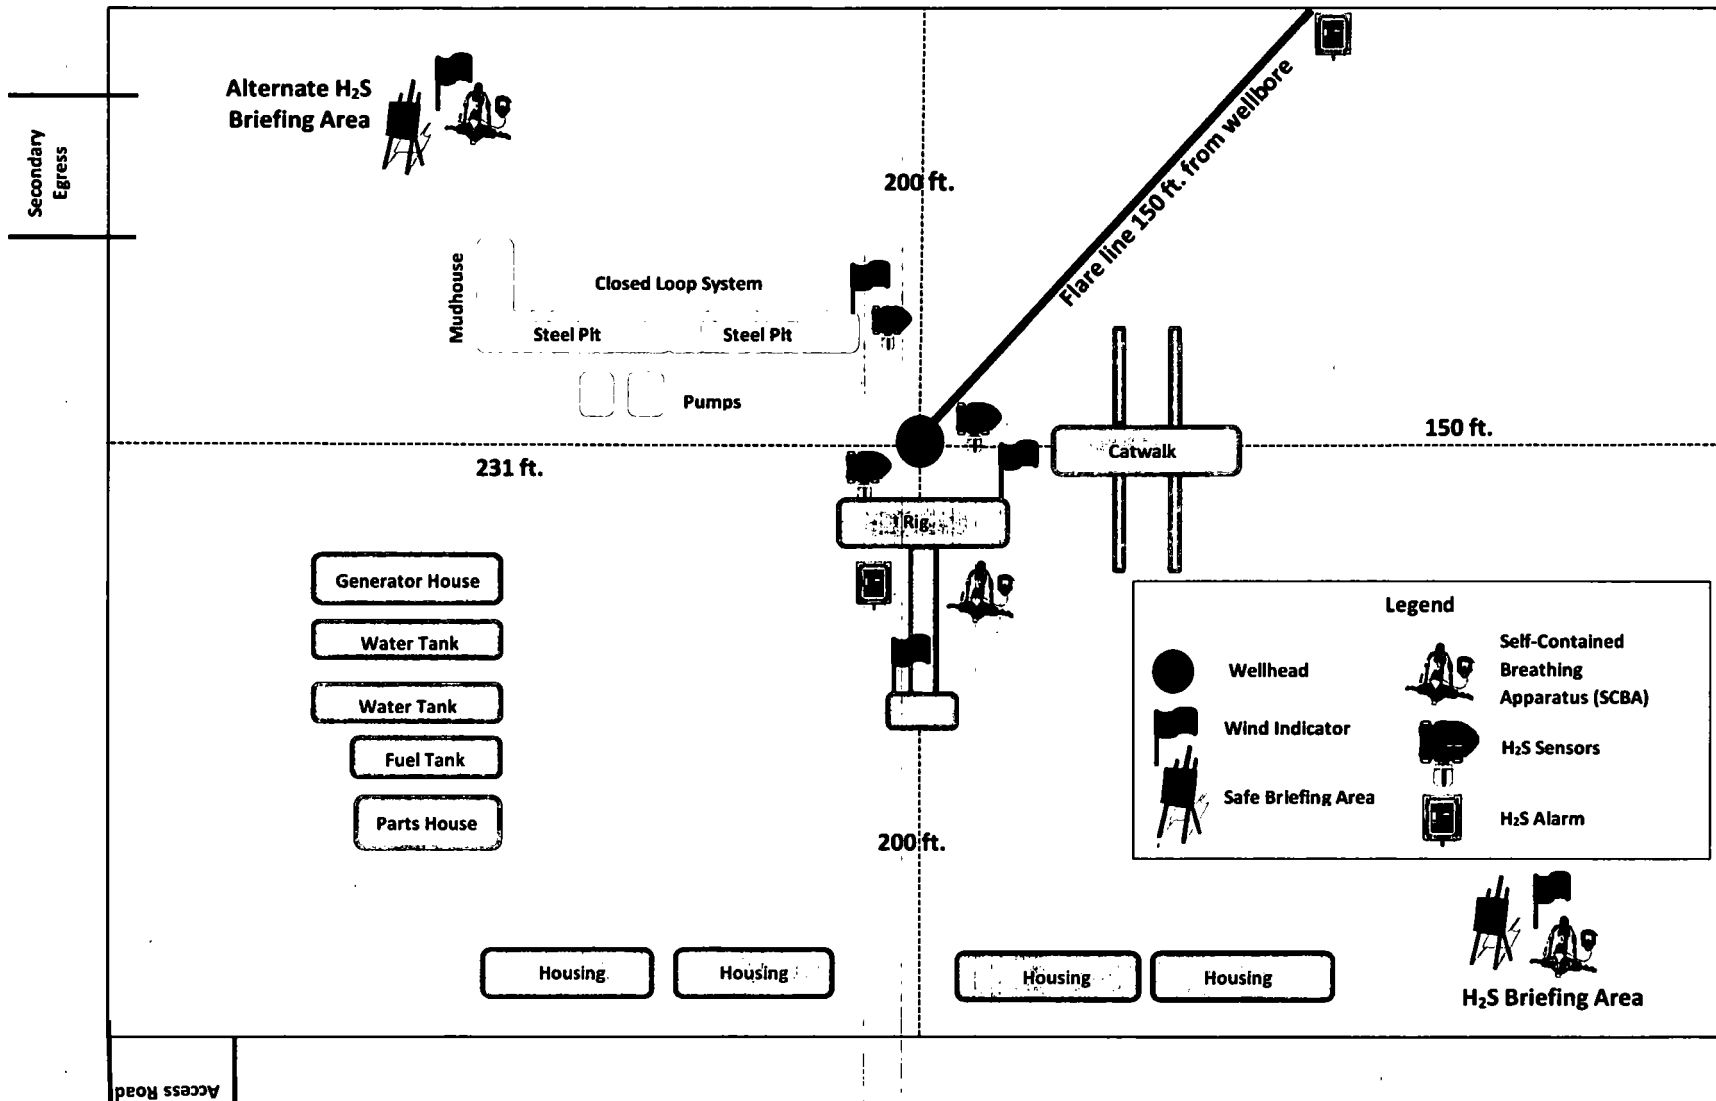 Alternate H₂S
Briefing Area
Secondary
Egress
200 ft.
Flare line 150 ft. from wellbore
Mudhouse
Closed Loop System
Steel Pit
Steel Pit
Pumps
150 ft.
231 ft.
Catwalk
Rig
Generator House
Water Tank
Water Tank
Fuel Tank
Parts House
Legend
Wellhead
Self-Contained
Breathing
Apparatus (SCBA)
Wind Indicator
H₂S Sensors
Safe Briefing Area
H₂S Alarm
200 ft.
Housing
Housing
Housing
Housing
H₂S Briefing Area
Access Road